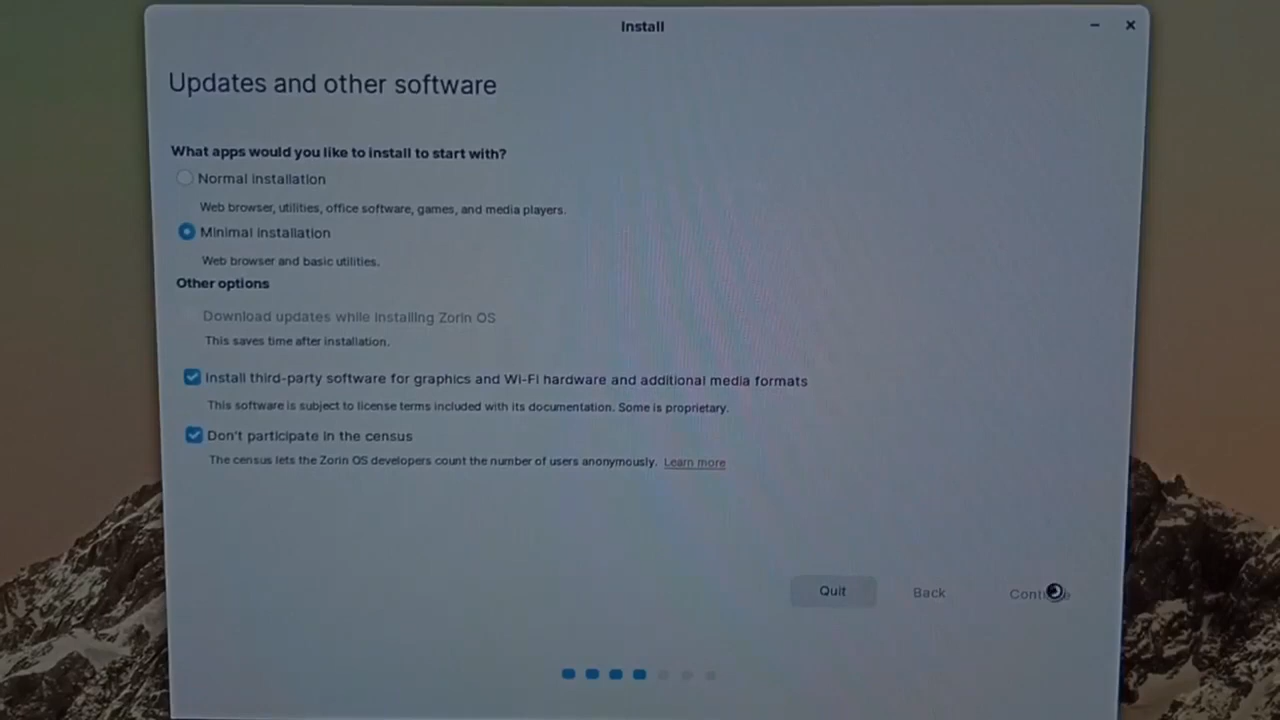 Install
Updates and other software
What apps would you like to install to start with?
Normal installation
Web browser, utilities, office software, games, and media players.
Minimal installation
Web browser and basic utilities.
Other options
Download updates while installing Zorin OS
This saves time after installation.
Install third-party software for graphics and Wi-Fi hardware and additional media formats
This software is subject to license terms included with its documentation. Some is proprietary.
Don't participate in the census
The census lets the Zorin OS developers count the number of users anonymously. Learn more
Quit Back